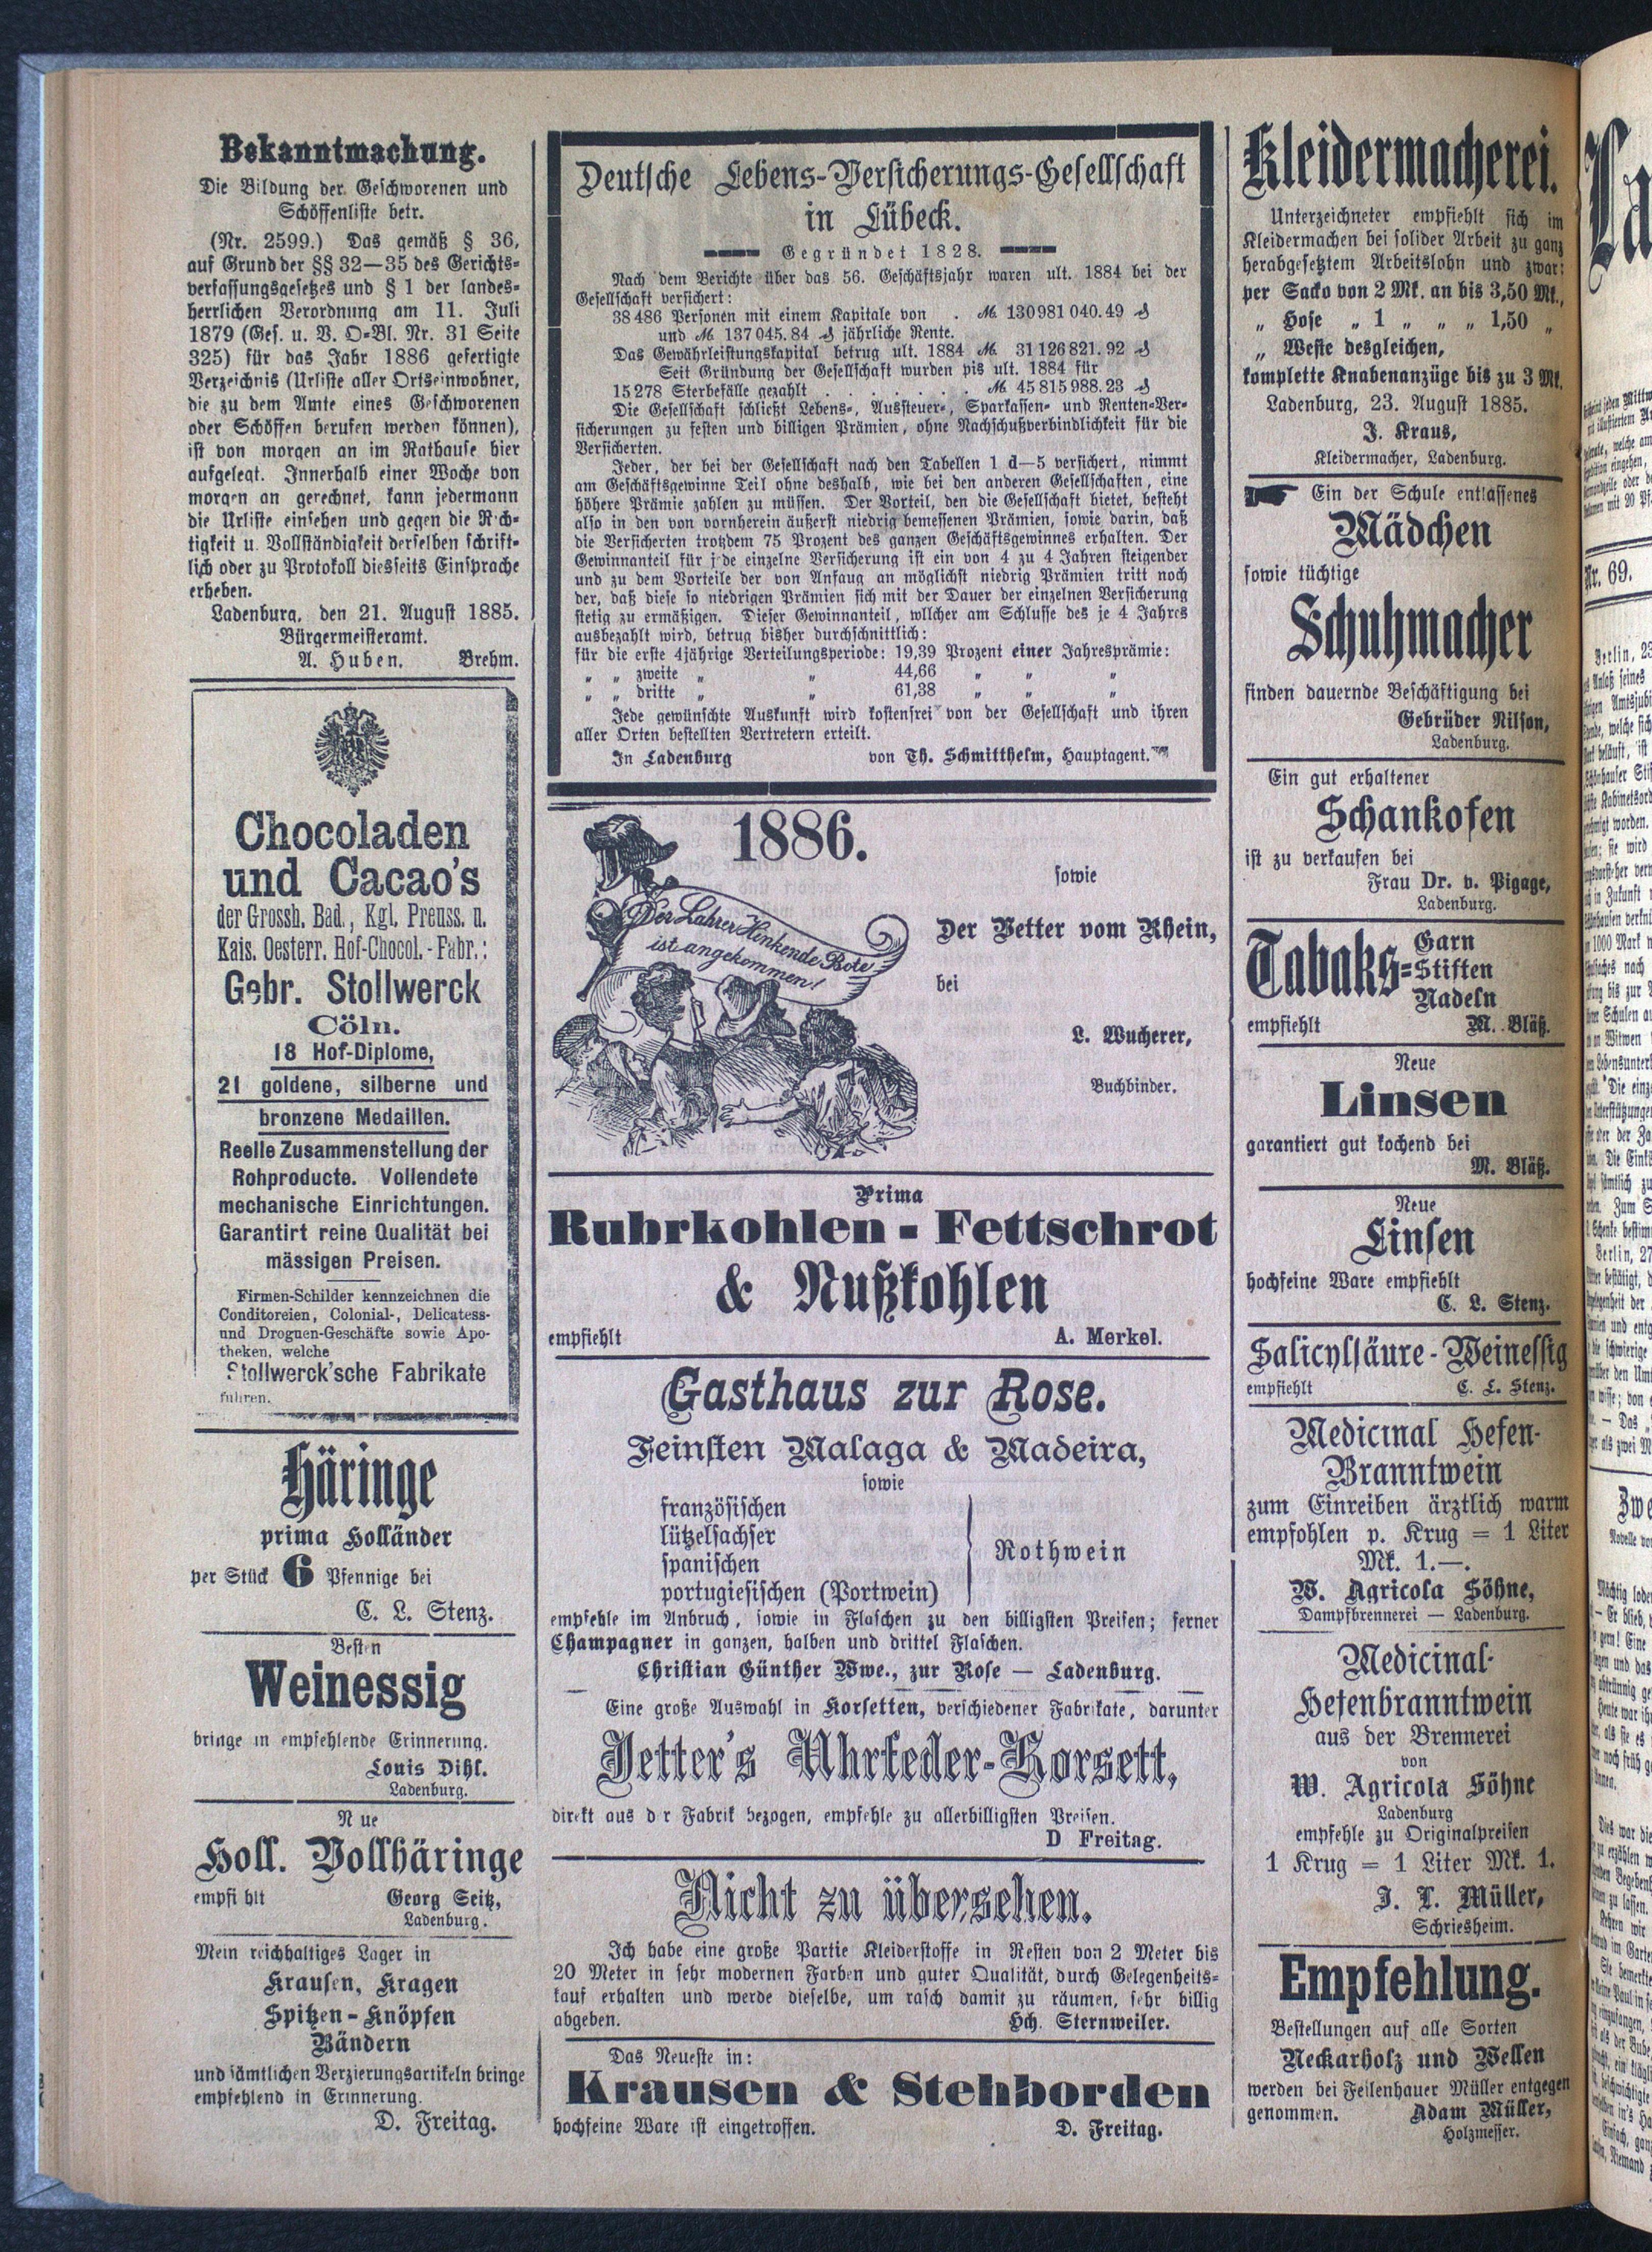 Bekanntmachung.
Die Bildung der Geschworenen und
Schöffenliste betr.
(Nr. 2599.) Das gemäß § 36,
auf Grund der §§ 32—35 des Gerichts-
verfassungsgesetzes und § 1 der landes-
herrlichen Verordnung am 11. Juli
1879 (Ges. u. V. O-Bl. Nr. 31 Seite
325) für das Jahr 1886 gefertigte
Verzeichnis (Urliste aller Ortseinwohner,
die zu dem Amte eines Geschworenen
oder Schöffen berufen werden können),
ist von morgen an im Rathause hier
aufgelegt. Innerhalb einer Woche von
morgen an gerechnet, kann jedermann
die Urliste einsehen und gegen die Rich-
tigkeit u. Vollständigkeit derselben schrift-
lich oder zu Protokoll diesseits Einsprache
erheben.
Ladenburg, den 21. August 1885.
Bürgermeisteramt.
A. Huben. Brehm.
Chocoladen
und Cacao's
der Grossh. Bad., Kgl. Preuss. u.
Kais. Oesterr. Hof-Chocol.-Fabr.:
Gebr. Stollwerck
Cöln.
18 Hof-Diplome,
21 goldene, silberne und
bronzene Medaillen.
Reelle Zusammenstellung der
Rohproducte. Vollendete
mechanische Einrichtungen.
Garantirt reine Qualität bei
mässigen Preisen.
Firmen-Schilder kennzeichnen die
Conditoreien, Colonial-, Delicatess-
und Droguen-Geschäfte sowie Apo-
theken, welche
Stollwerck'sche Fabrikate
führen.
Häringe
prima Holländer
per Stück 6 Pfennige bei
C. L. Stenz.
Besten
Weinessig
bringe in empfehlende Erinnerung.
Louis Dihl.
Ladenburg.
N ue
Holl. Vollhäringe
empfi hlt Georg Seitz,
Ladenburg.
Mein reichhaltiges Lager in
Krausen, Kragen
Spitzen-Knöpfen
Bändern
und sämtlichen Verzierungsartikeln bringe
empfehlend in Erinnerung.
D. Freitag.
Deutsche Lebens-Versicherungs-Gesellschaft
in Lübeck.
Gegründet 1828.
Nach dem Berichte über das 56. Geschäftsjahr waren ult. 1884 bei der
Gesellschaft versichert:
38 486 Personen mit einem Kapitale von . M. 130 981 040.49 ₰
und M. 137 045.84 ₰ jährliche Rente.
Das Gewährleistungskapital betrug ult. 1884 M. 31 126 821.92 ₰
Seit Gründung der Gesellschaft wurden pis ult. 1884 für
15 278 Sterbefälle gezahlt . . . . . . . M. 45 815 988.23 ₰
Die Gesellschaft schließt Lebens-, Aussteuer-, Sparkassen- und Renten-Ver-
sicherungen zu festen und billigen Prämien, ohne Nachschußverbindlichkeit für die
Versicherten.
Jeder, der bei der Gesellschaft nach den Tabellen 1 d—5 versichert, nimmt
am Geschäftsgewinne Teil ohne deshalb, wie bei den anderen Gesellschaften, eine
höhere Prämie zahlen zu müssen. Der Vorteil, den die Gesellschaft bietet, besteht
also in den von vornherein äußerst niedrig bemessenen Prämien, sowie darin, daß
die Versicherten trotzdem 75 Prozent des ganzen Geschäftsgewinnes erhalten. Der
Gewinnanteil für j de einzelne Versicherung ist ein von 4 zu 4 Jahren steigender
und zu dem Vorteile der von Anfaug an möglichst niedrig Prämien tritt noch
der, daß diese so niedrigen Prämien sich mit der Dauer der einzelnen Versicherung
stetig zu ermäßigen. Dieser Gewinnanteil, wllcher am Schlusse des je 4 Jahres
ausbezahlt wird, betrug bisher durchschnittlich:
für die erste 4jährige Verteilungsperiode: 19,39 Prozent einer Jahresprämie:
„ „ zweite „ „ 44,66 „ „ „
„ „ dritte „ „ 61,38 „ „ „
Jede gewünschte Auskunft wird kostenfrei von der Gesellschaft und ihren
aller Orten bestellten Vertretern erteilt.
In Ladenburg von Th. Schmitthelm, Hauptagent.
1886.
Der Lahrer Hinkende Bote
ist angekommen!
sowie
Der Vetter vom Rhein,
bei
L. Wucherer,
Buchbinder.
Prima
Ruhrkohlen-Fettschrot
& Nußkohlen
empfiehlt A. Merkel.
Gasthaus zur Rose.
Feinsten Malaga & Madeira,
sowie
französischen
lützelsachser
spanischen
portugiesischen (Portwein)
Rothwein
empfehle im Anbruch, sowie in Flaschen zu den billigsten Preisen; ferner
Champagner in ganzen, halben und drittel Flaschen.
Christian Günther Wwe., zur Rose — Ladenburg.
Eine große Auswahl in Korsetten, verschiedener Fabrikate, darunter
Jetter's Uhrfeder-Korsett,
direkt aus d r Fabrik bezogen, empfehle zu allerbilligsten Preisen.
D Freitag.
Nicht zu übersehen.
Ich habe eine große Partie Kleiderstoffe in Resten von 2 Meter bis
20 Meter in sehr modernen Farben und guter Qualität, durch Gelegenheits-
kauf erhalten und werde dieselbe, um rasch damit zu räumen, sehr billig
abgeben. Hch. Sternweiler.
Das Neueste in:
Krausen & Stehborden
hochfeine Ware ist eingetroffen. D. Freitag.
Kleidermacherei.
Unterzeichneter empfiehlt sich im
Kleidermachen bei solider Arbeit zu ganz
herabgesetztem Arbeitslohn und zwar:
per Sacko von 2 Mk. an bis 3,50 Mk.,
„ Hose „ 1 „ „ „ 1,50 „
„ Weste desgleichen,
komplette Knabenanzüge bis zu 3 Mk.
Ladenburg, 23. August 1885.
J. Kraus,
Kleidermacher, Ladenburg.
Ein der Schule entlassenes
Mädchen
sowie tüchtige
Schuhmacher
finden dauernde Beschäftigung bei
Gebrüder Nilson,
Ladenburg.
Ein gut erhaltener
Schankofen
ist zu verkaufen bei
Frau Dr. v. Pigage,
Ladenburg.
Tabaks-
Garn
Stiften
Nadeln
empfiehlt M. Bläß.
Neue
Linsen
garantiert gut kochend bei
M. Bläß.
Neue
Linsen
hochfeine Ware empfiehlt
C. L. Stenz.
Salicylsäure-Weinessig
empfiehlt C. L. Stenz.
Medicinal Hefen-
Branntwein
zum Einreiben ärztlich warm
empfohlen p. Krug = 1 Liter
Mk. 1.—.
W. Agricola Söhne,
Dampfbrennerei — Ladenburg.
Medicinal-
Hefenbranntwein
aus der Brennerei
von
W. Agricola Söhne
Ladenburg
empfehle zu Originalpreisen
1 Krug = 1 Liter Mk. 1.
J. L. Müller,
Schriesheim.
Empfehlung.
Bestellungen auf alle Sorten
Neckarholz und Wellen
werden bei Feilenhauer Müller entgegen
genommen. Adam Müller,
Holzmesser.
Nr. 69.